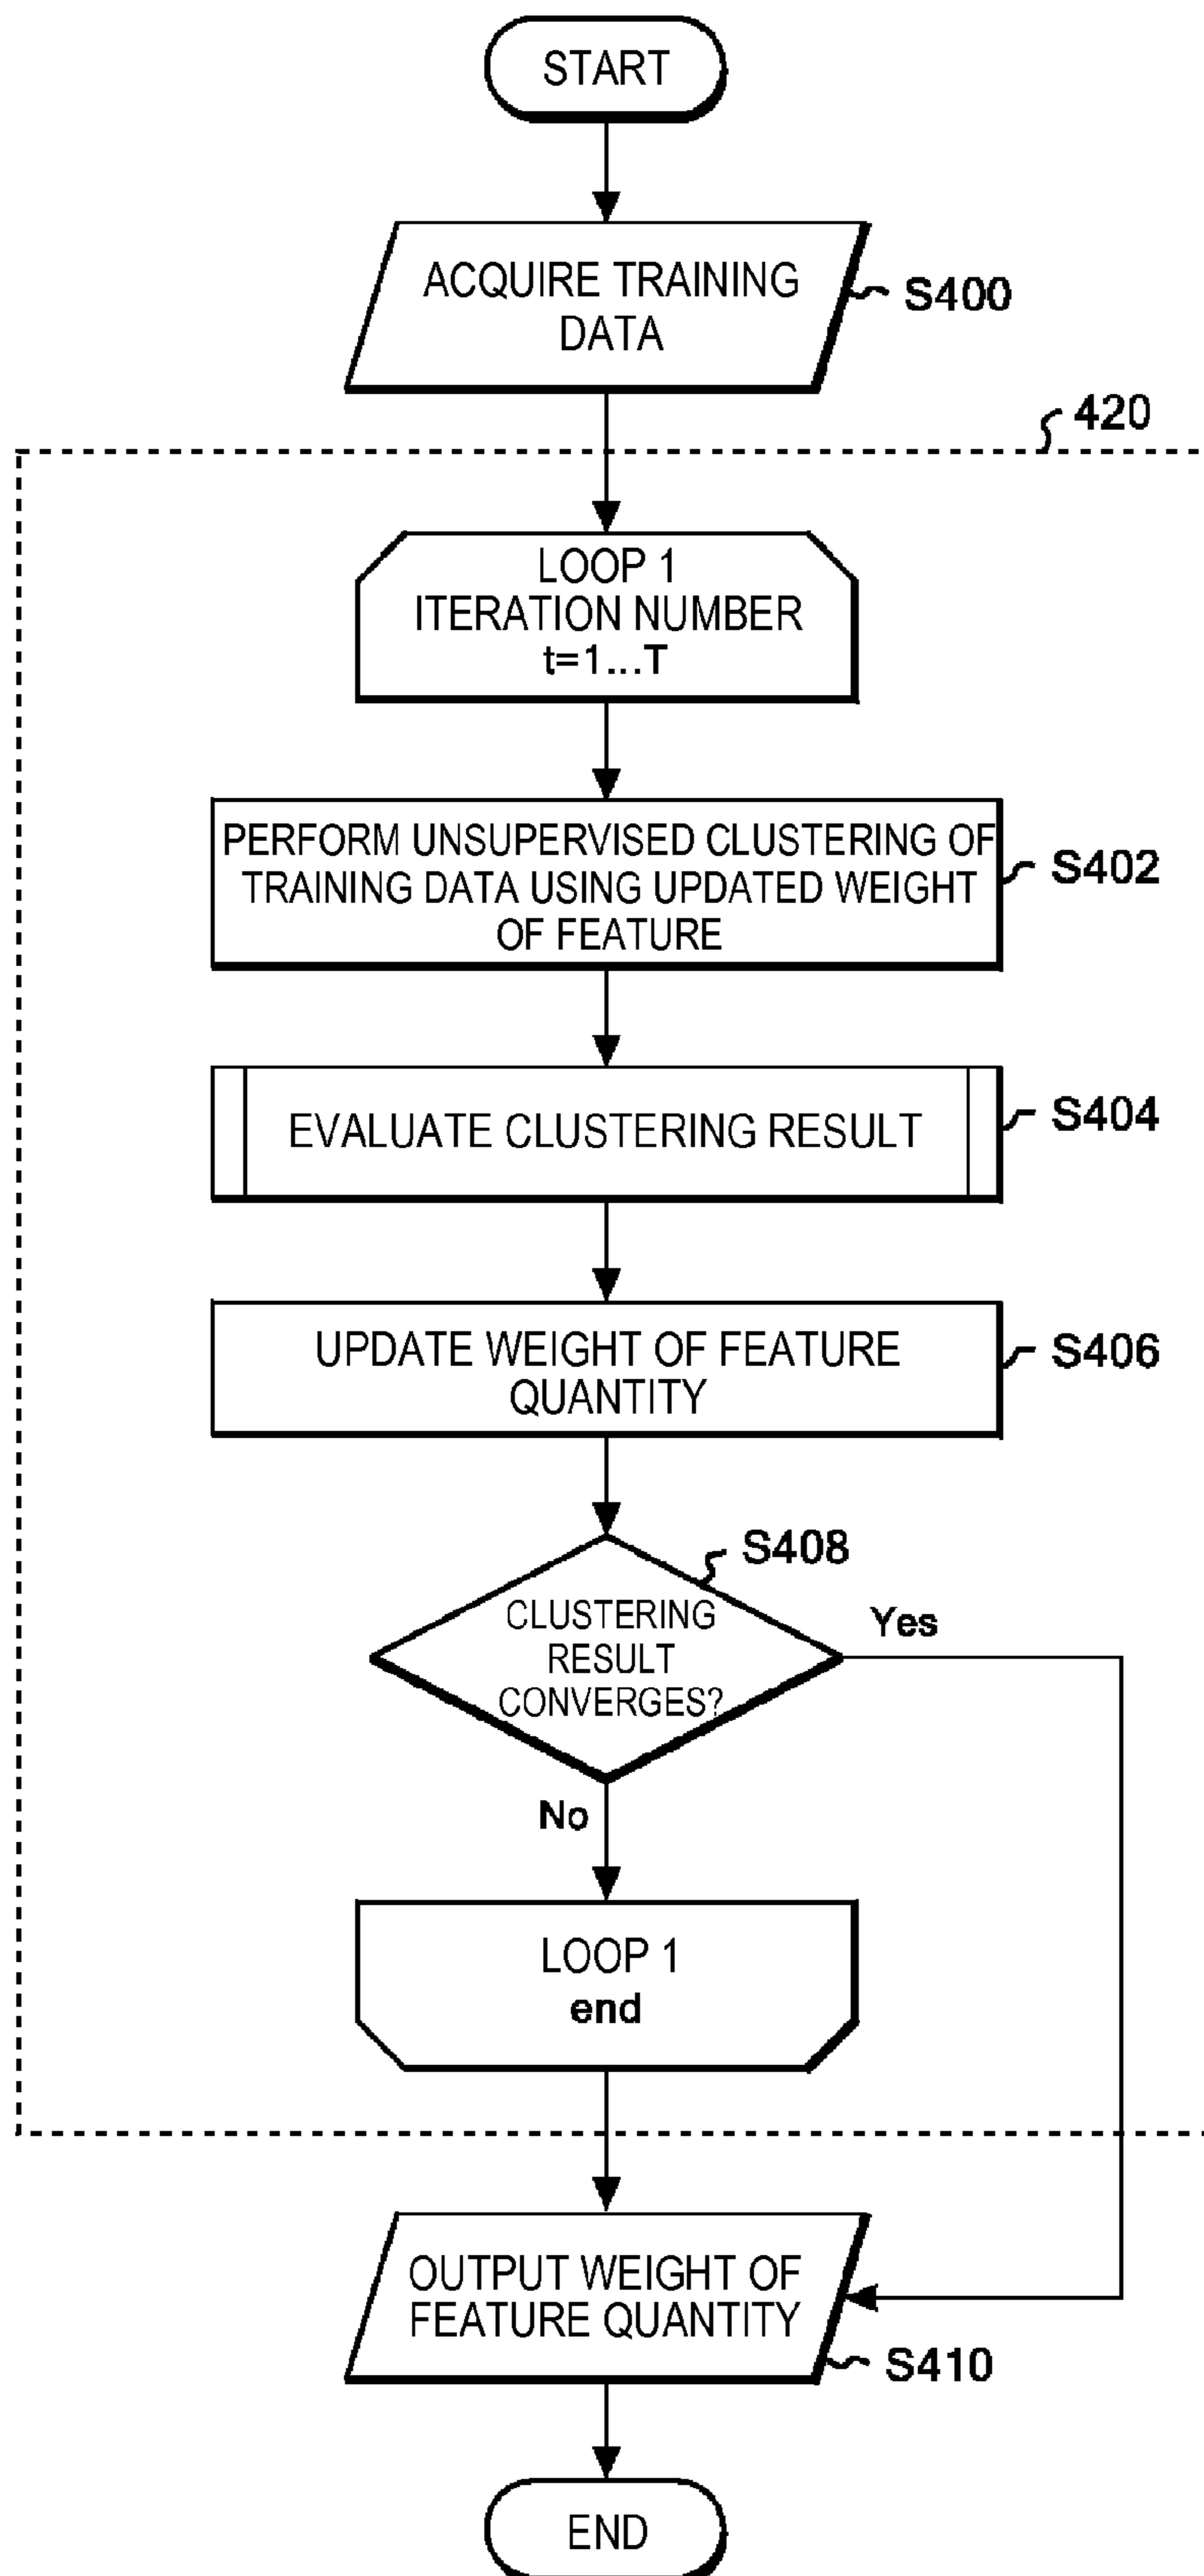 START
ACQUIRE TRAINING
DATA
S400
420
LOOP 1
ITERATION NUMBER
t=1...T
PERFORM UNSUPERVISED CLUSTERING OF
TRAINING DATA USING UPDATED WEIGHT
OF FEATURE
S402
EVALUATE CLUSTERING RESULT
S404
UPDATE WEIGHT OF FEATURE
QUANTITY
S406
S408
CLUSTERING
RESULT
CONVERGES?
Yes
No
LOOP 1
end
OUTPUT WEIGHT OF
FEATURE QUANTITY
S410
END